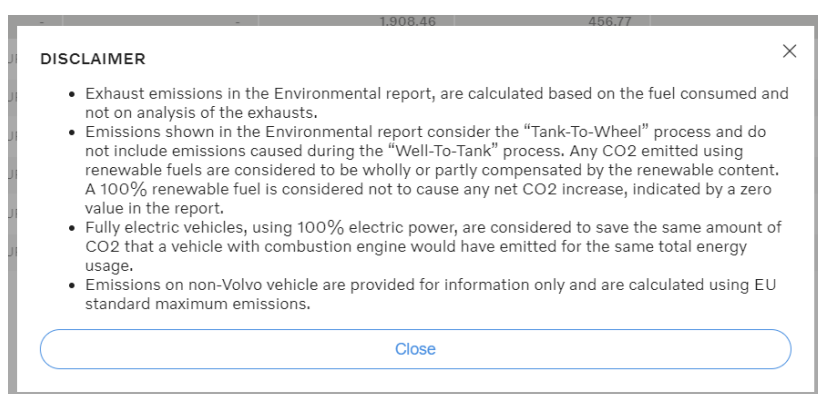 - - 1.908.46 456.77
DISCLAIMER
• Exhaust emissions in the Environmental report, are calculated based on the fuel consumed and
not on analysis of the exhausts.
• Emissions shown in the Environmental report consider the “Tank-To-Wheel” process and do
not include emissions caused during the “Well-To-Tank” process. Any CO2 emitted using
renewable fuels are considered to be wholly or partly compensated by the renewable content.
A 100% renewable fuel is considered not to cause any net CO2 increase, indicated by a zero
value in the report.
• Fully electric vehicles, using 100% electric power, are considered to save the same amount of
CO2 that a vehicle with combustion engine would have emitted for the same total energy
usage.
• Emissions on non-Volvo vehicle are provided for information only and are calculated using EU
standard maximum emissions.
Close